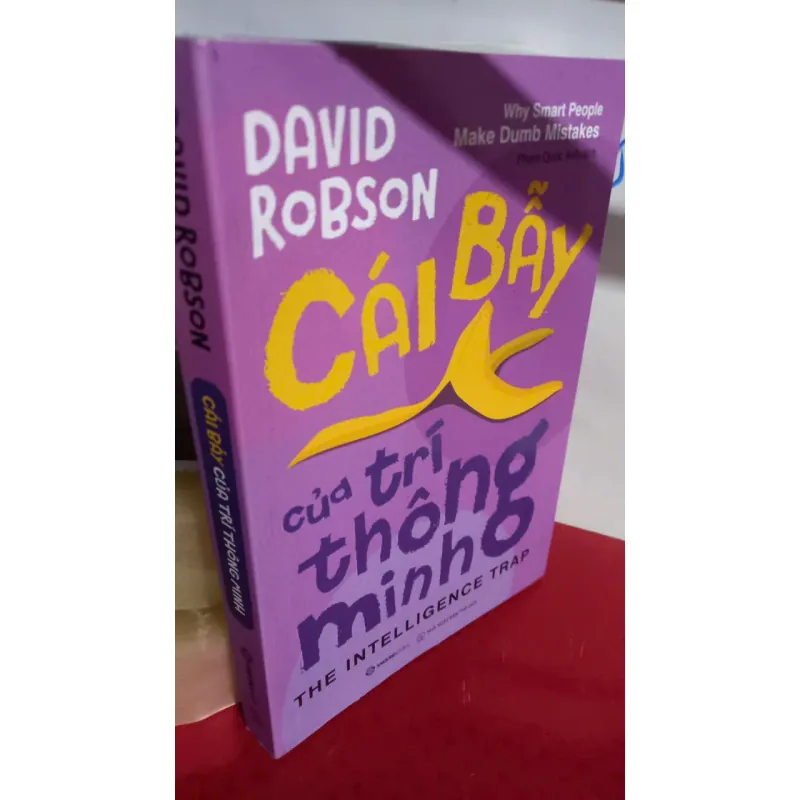 DAVID
ROBSON
Why Smart People
Make Dumb Mistakes
CÁI BẪY
của trí
thông
minh
THE INTELLIGENCE TRAP
DAVID ROBSON
CÁI BẪY CỦA TRÍ THÔNG MINH